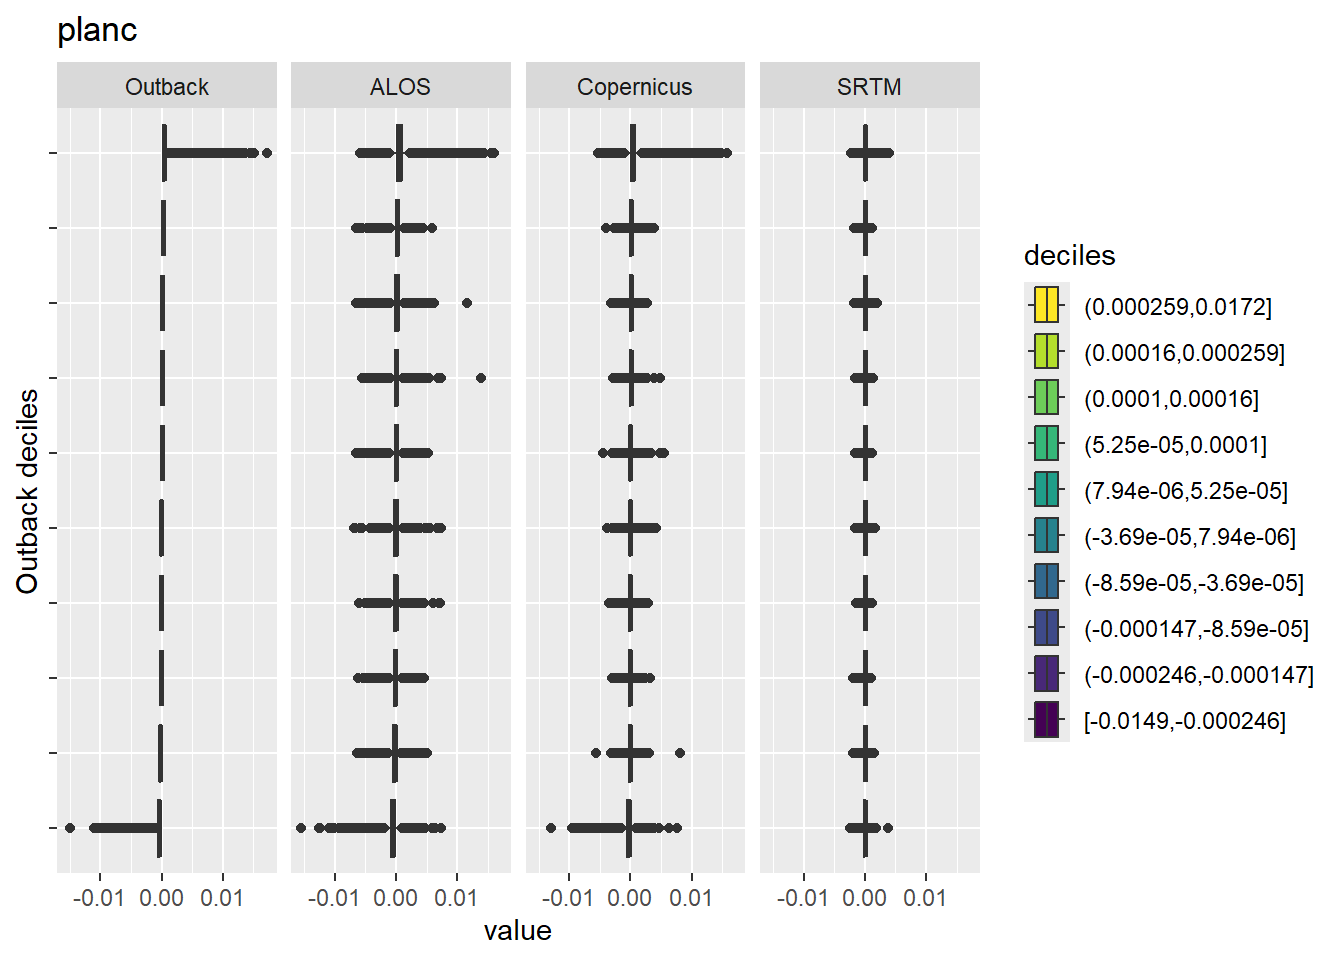 planc
Outback
ALOS
Copernicus
SRTM
Outback deciles
-0.01 0.00 0.01
-0.01 0.00 0.01
-0.01 0.00 0.01
-0.01 0.00 0.01
value
deciles
(0.000259,0.0172]
(0.00016,0.000259]
(0.0001,0.00016]
(5.25e-05,0.0001]
(7.94e-06,5.25e-05]
(-3.69e-05,7.94e-06]
(-8.59e-05,-3.69e-05]
(-0.000147,-8.59e-05]
(-0.000246,-0.000147]
[-0.0149,-0.000246]